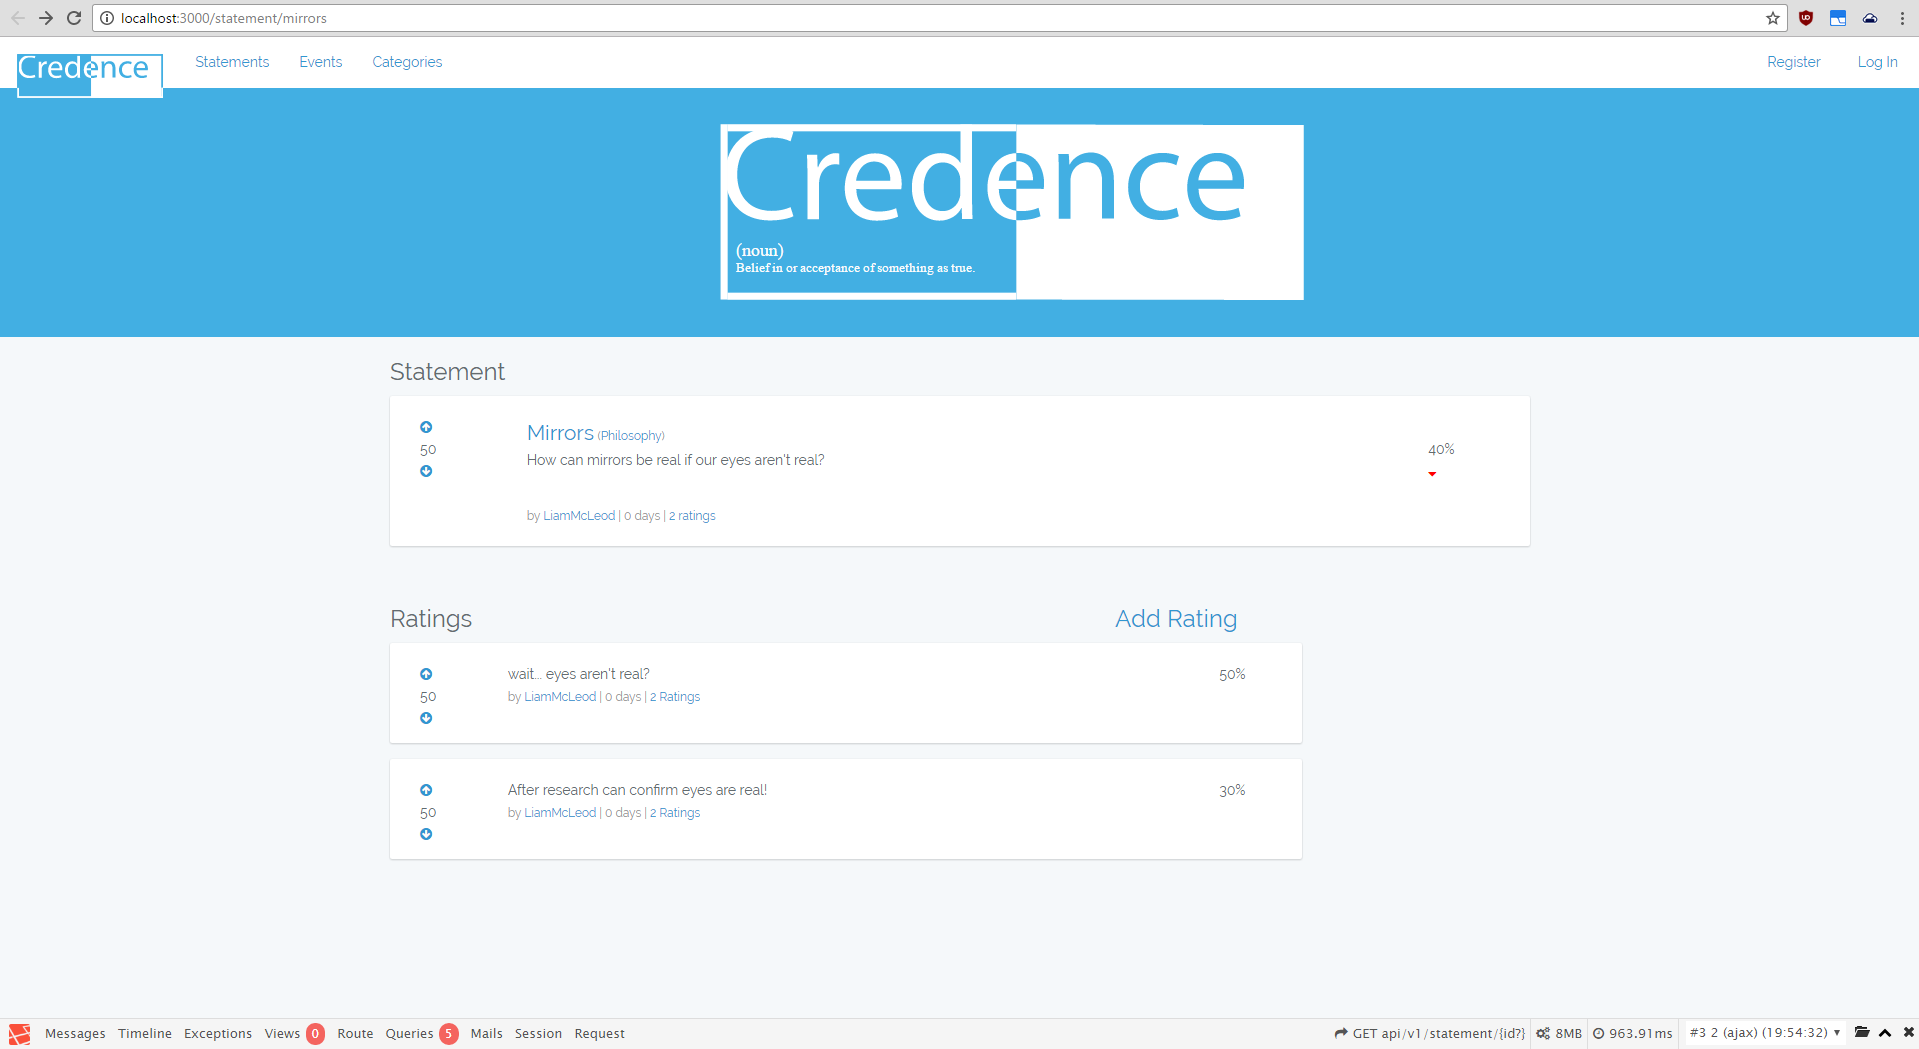 localhost:3000/statement/mirrors
Credence Statements Events Categories Register Log In
Credence
(noun)
Belief in or acceptance of something as true.
Statement
50
Mirrors (Philosophy)
How can mirrors be real if our eyes aren't real?
40%
by LiamMcLeod | 0 days | 2 ratings
Ratings Add Rating
wait... eyes aren't real? 50%
50 by LiamMcLeod | 0 days | 2 Ratings
After research can confirm eyes are real! 30%
50 by LiamMcLeod | 0 days | 2 Ratings
Messages Timeline Exceptions Views 0 Route Queries 5 Mails Session Request GET api/v1/statement/{id?} 8MB 963.91ms #3 2 (ajax) (19:54:32)